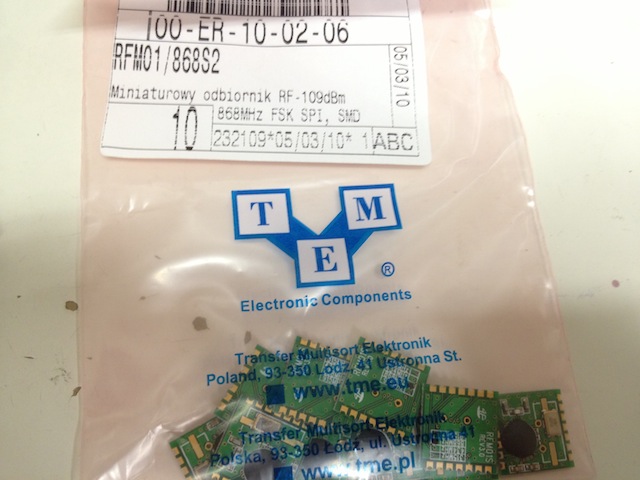 100-ER-10-02-06
RFM01/868S2
05/03/10
Miniaturowy odbiornik RF-109dBm
868MHz FSK SPI, SMD
10
232109*05/03/10* 1
ABC
T
M
E
®
Electronic Components
Transfer Multisort Elektronik
Poland, 93-350 Lodz, 41 Ustronna St.
www.tme.eu
Transfer Multisort Elektronik
Polska, 93-350 Łódź, ul. Ustronna 41
www.tme.pl